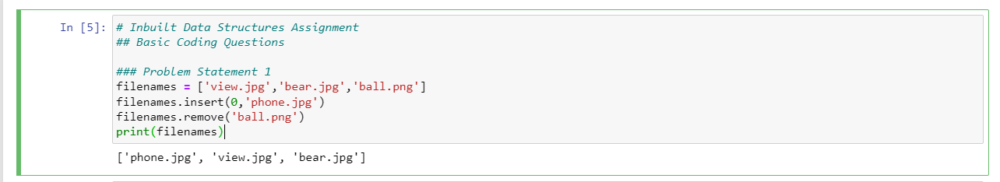 In [5]: # Inbuilt Data Structures Assignment
## Basic Coding Questions
### Problem Statement 1
filenames = ['view.jpg','bear.jpg','ball.png']
filenames.insert(0,'phone.jpg')
filenames.remove('ball.png')
print(filenames)
['phone.jpg', 'view.jpg', 'bear.jpg']